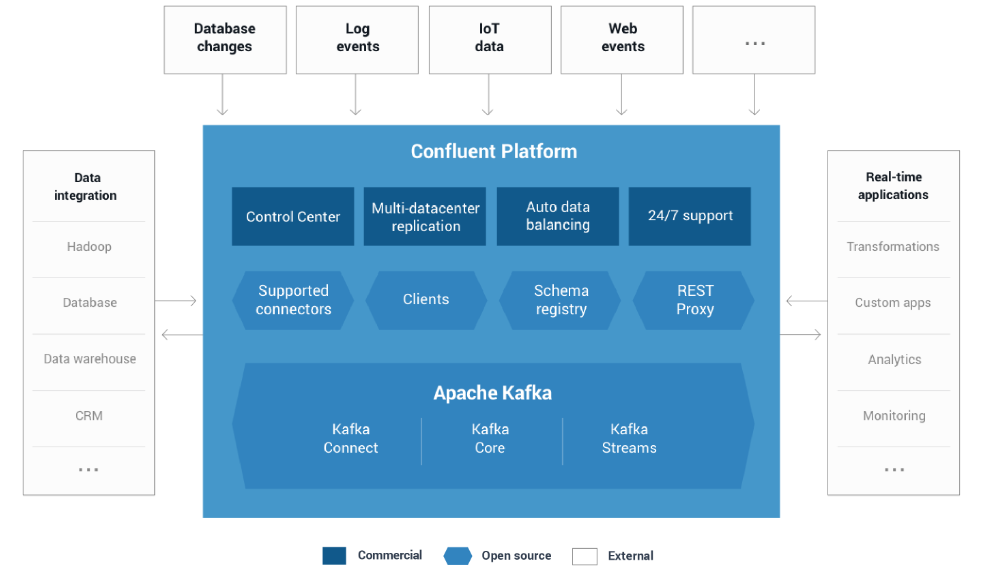 Database
changes
Log
events
IoT
data
Web
events
...
Data
integration
Hadoop
Database
Data warehouse
CRM
...
Confluent Platform
Control Center
Multi-datacenter
replication
Auto data
balancing
24/7 support
Supported
connectors
Clients
Schema
registry
REST
Proxy
Apache Kafka
Kafka
Connect
Kafka
Core
Kafka
Streams
Real-time
applications
Transformations
Custom apps
Analytics
Monitoring
...
Commercial
Open source
External